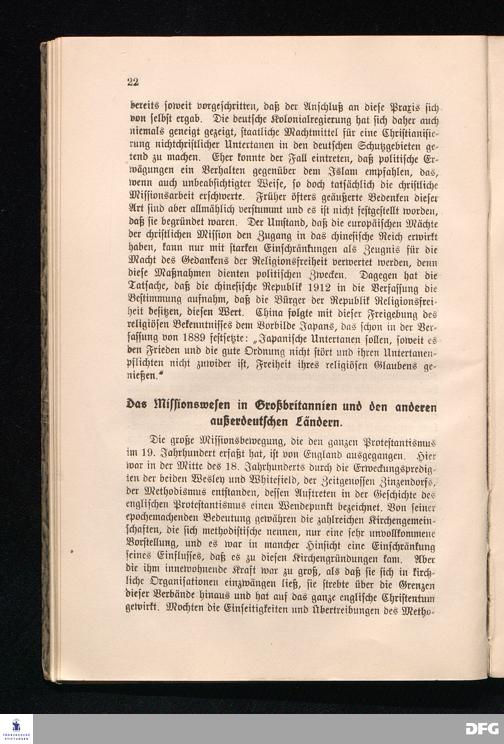 22
bereits soweit vorgeschritten, daß der Anschluß an diese Praxis sich
von selbst ergab. Die deutsche Kolonialregierung hat sich daher auch
niemals geneigt gezeigt, staatliche Machtmittel für eine Christianisie-
rung nichtchristlicher Untertanen in den deutschen Schutzgebieten gel-
tend zu machen. Eher konnte der Fall eintreten, daß politische Er-
wägungen ein Verhalten gegenüber dem Islam empfahlen, das,
wenn auch unbeabsichtigter Weise, so doch tatsächlich die christliche
Missionsarbeit erschwerte. Früher öfters geäußerte Bedenken dieser
Art sind aber allmählich verstummt und es ist nicht festgestellt worden,
daß sie begründet waren. Der Umstand, daß die europäischen Mächte
der christlichen Mission den Zugang in das chinesische Reich erwirkt
haben, kann nur mit starken Einschränkungen als Zeugnis für die
Macht des Gedankens der Religionsfreiheit verwertet werden, denn
diese Maßnahmen dienten politischen Zwecken. Dagegen hat die
Tatsache, daß die chinesische Republik 1912 in die Verfassung die
Bestimmung aufnahm, daß die Bürger der Republik Religionsfrei-
heit besitzen, diesen Wert. China folgte mit dieser Freigebung des
religiösen Bekenntnisses dem Vorbilde Japans, das schon in der Ver-
fassung von 1889 festsetzte: „Japanische Untertanen sollen, soweit es
den Frieden und die gute Ordnung nicht stört und ihren Untertanen-
pflichten nicht zuwider ist, Freiheit ihres religiösen Glaubens ge-
nießen.“
Das Missionswesen in Großbritannien und den anderen
außerdeutschen Ländern.
Die große Missionsbewegung, die den ganzen Protestantismus
im 19. Jahrhundert erfaßt hat, ist von England ausgegangen. Hier
war in der Mitte des 18. Jahrhunderts durch die Erweckungspredig-
ten der beiden Wesley und Whitefield, der Zeitgenossen Zinzendorfs,
der Methodismus entstanden, dessen Auftreten in der Geschichte des
englischen Protestantismus einen Wendepunkt bezeichnet. Von seiner
epochemachenden Bedeutung gewähren die zahlreichen Kirchengemein-
schaften, die sich methodistische nennen, nur eine sehr unvollkommene
Vorstellung, und es war in mancher Hinsicht eine Einschränkung
seines Einflusses, daß es zu diesen Kirchengründungen kam. Aber
die ihm innewohnende Kraft war zu groß, als daß sie sich in kirch-
liche Organisationen einzwängen ließ, sie strebte über die Grenzen
dieser Verbände hinaus und hat auf das ganze englische Christentum
gewirkt. Mochten die Einseitigkeiten und Übertreibungen des Metho-
FRANCKESCHE
STIFTUNGEN
DFG